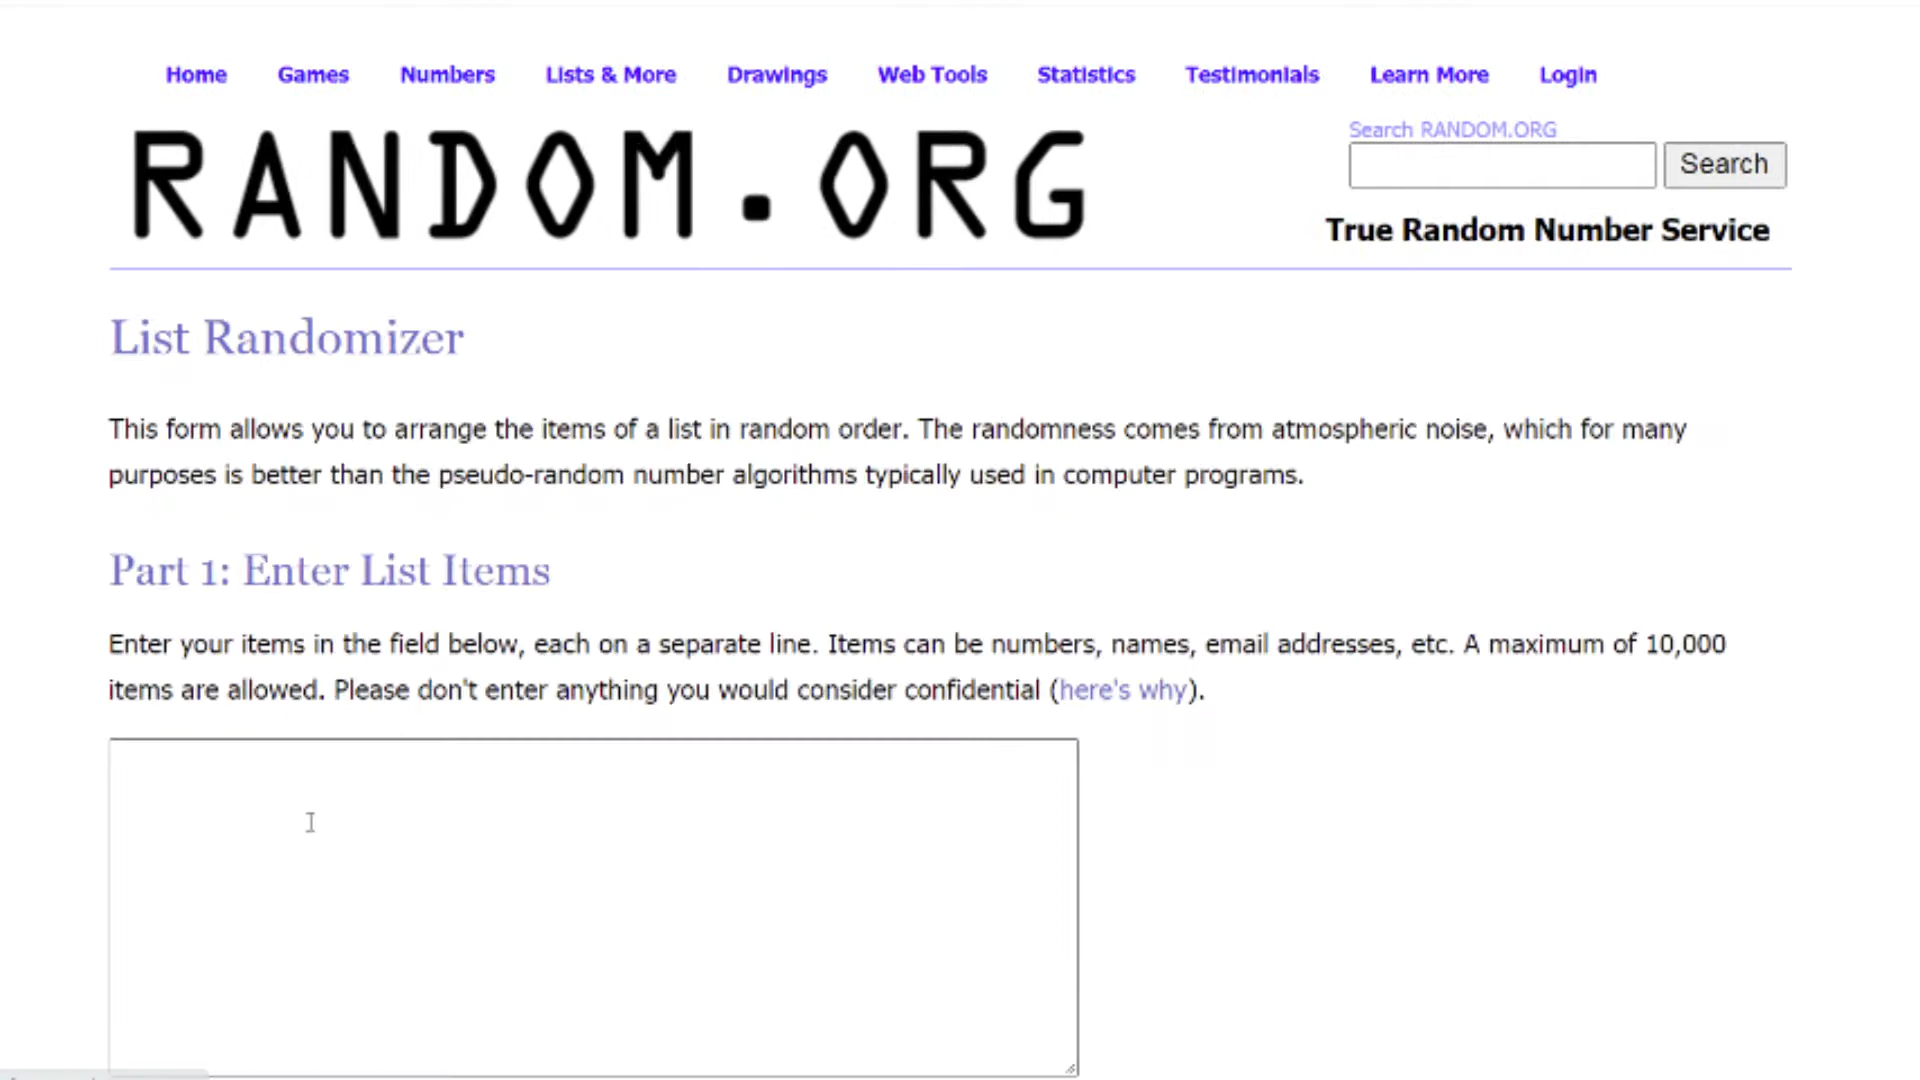 Home Games Numbers Lists & More Drawings Web Tools Statistics Testimonials Learn More Login
RANDOM.ORG
Search RANDOM.ORG
Search
True Random Number Service
List Randomizer
This form allows you to arrange the items of a list in random order. The randomness comes from atmospheric noise, which for many
purposes is better than the pseudo-random number algorithms typically used in computer programs.
Part 1: Enter List Items
Enter your items in the field below, each on a separate line. Items can be numbers, names, email addresses, etc. A maximum of 10,000
items are allowed. Please don't enter anything you would consider confidential (here's why).